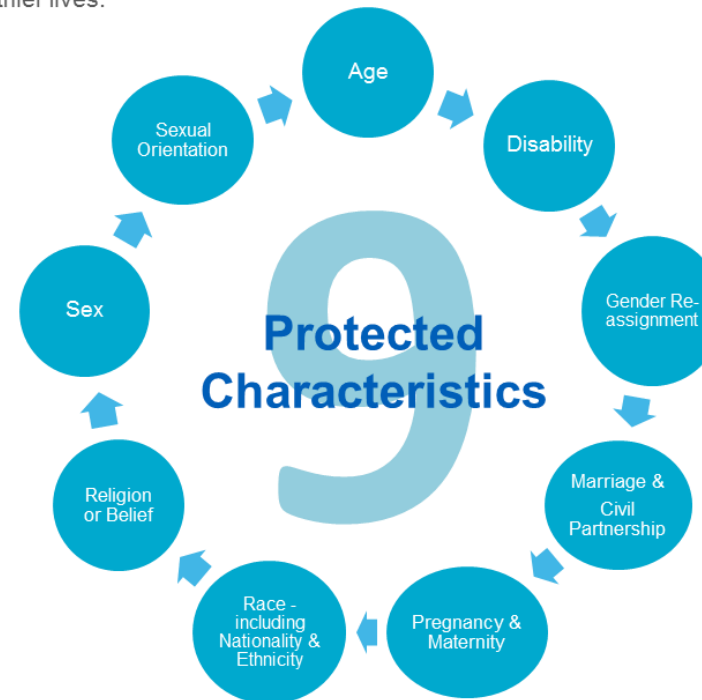 lives.
Age
Disability
Gender Re-
assignment
Marriage &
Civil
Partnership
Pregnancy &
Maternity
Race -
including
Nationality &
Ethnicity
Religion
or Belief
Sex
Sexual
Orientation
9
Protected
Characteristics